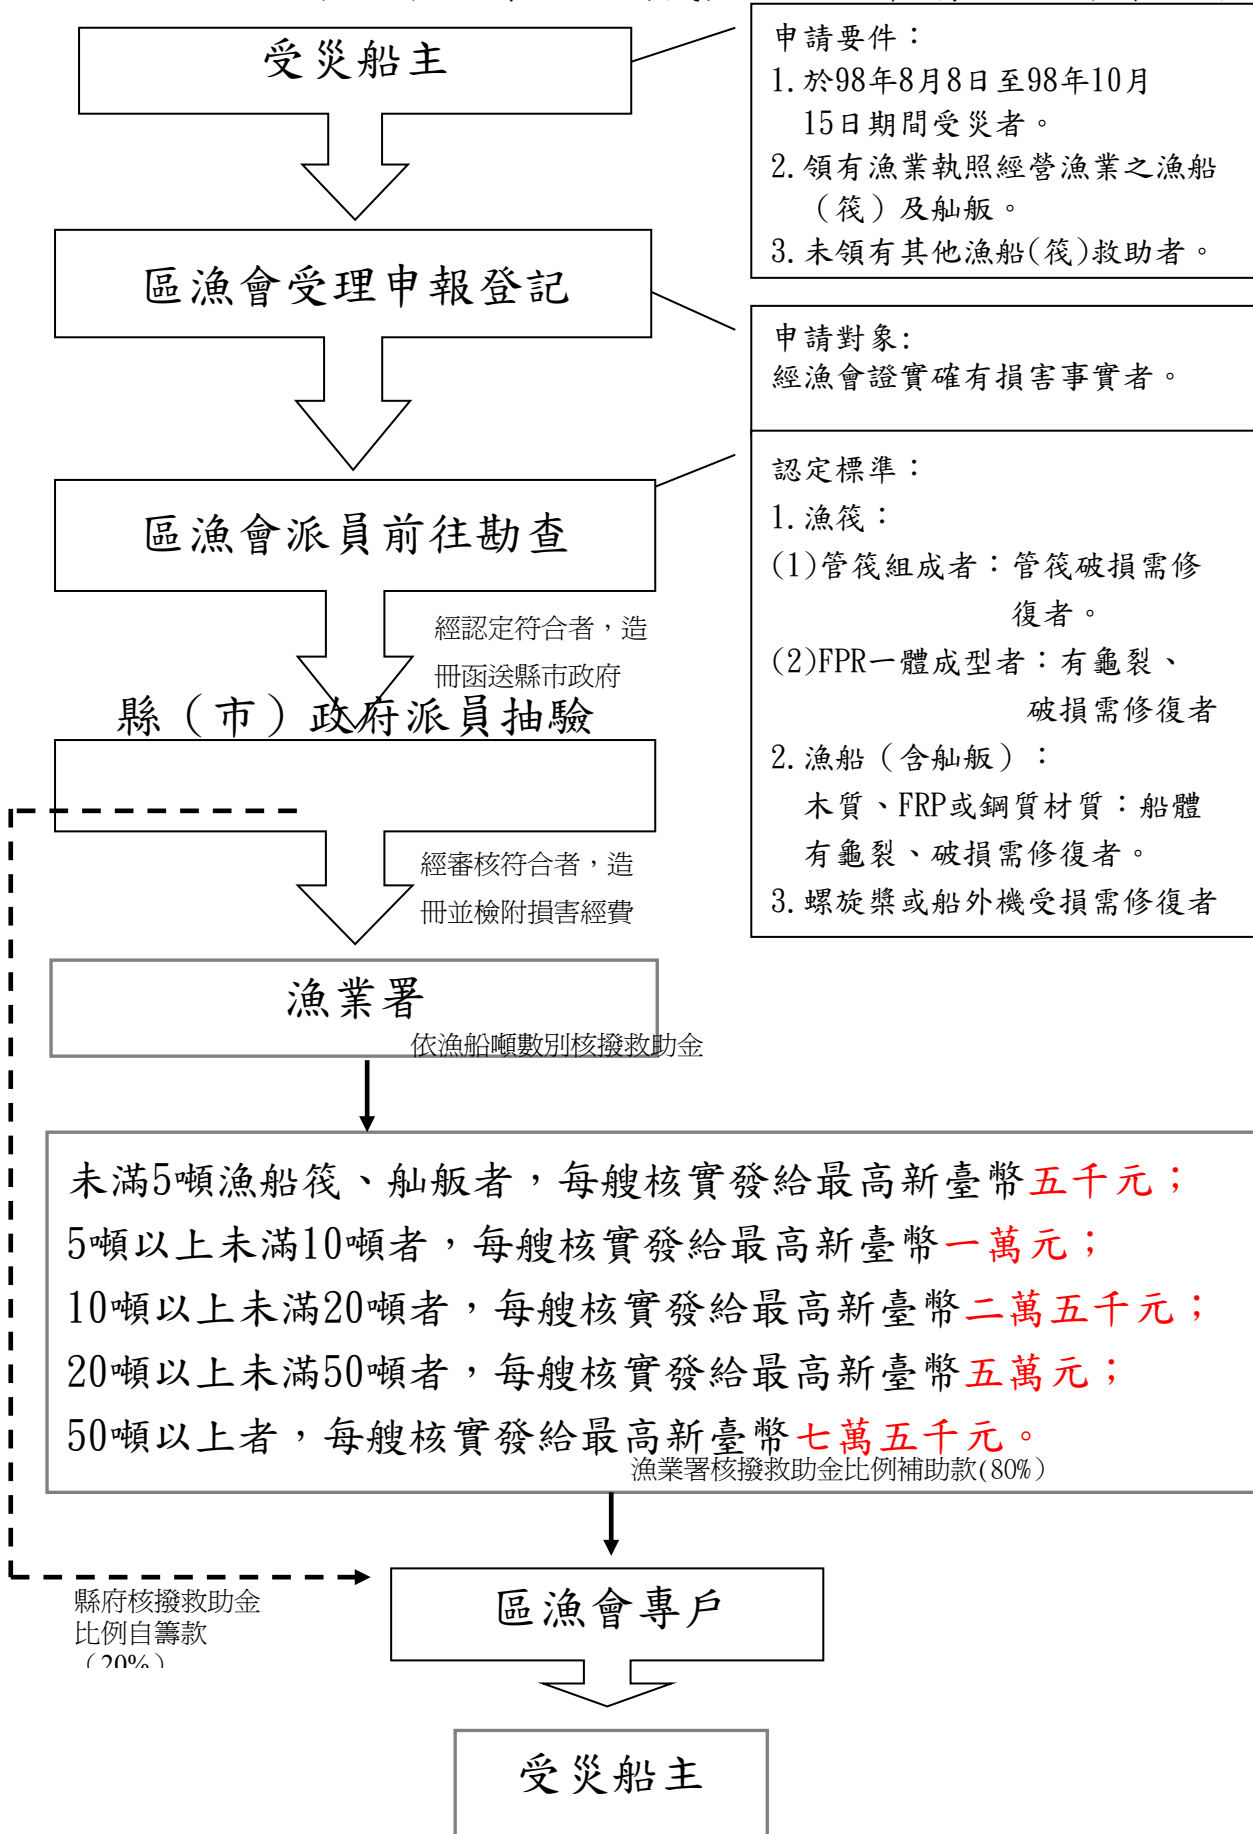 受災船主
申請要件：
1.於98年8月8日至98年10月
15日期間受災者。
2.領有漁業執照經營漁業之漁船
（筏）及舢舨。
3.未領有其他漁船(筏)救助者。
區漁會受理申報登記
申請對象:
經漁會證實確有損害事實者。
區漁會派員前往勘查
認定標準：
1.漁筏：
(1)管筏組成者：管筏破損需修
復者。
(2)FPR一體成型者：有龜裂、
破損需修復者
2.漁船（含舢舨）：
木質、FRP或鋼質材質：船體
有龜裂、破損需修復者。
3.螺旋槳或船外機受損需修復者
經認定符合者，造
冊函送縣市政府
縣（市）政府派員抽驗
經審核符合者，造
冊並檢附損害經費
漁業署
依漁船噸數別核撥救助金
未滿5噸漁船筏、舢舨者，每艘核實發給最高新臺幣五千元；
5噸以上未滿10噸者，每艘核實發給最高新臺幣一萬元；
10噸以上未滿20噸者，每艘核實發給最高新臺幣二萬五千元；
20噸以上未滿50噸者，每艘核實發給最高新臺幣五萬元；
50噸以上者，每艘核實發給最高新臺幣七萬五千元。
漁業署核撥救助金比例補助款(80%)
縣府核撥救助金
比例自籌款
（20%）
區漁會專戶
受災船主